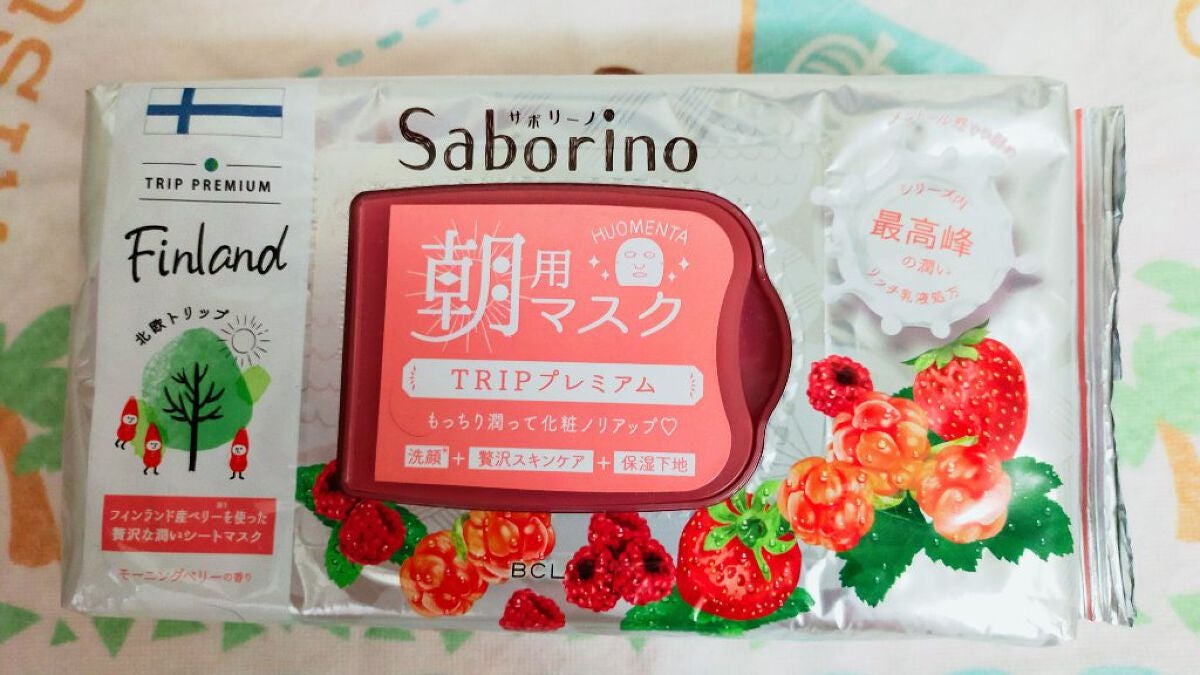 TRIP PREMIUM
Finland
北欧トリップ
フィンランド産ベリーを使った
贅沢な潤いシートマスク
モーニングベリーの香り
サボリーノ
Saborino
HUOMENTA
朝用
マスク
TRIPプレミアム
もっちり潤って化粧ノリアップ♡
洗顔*+贅沢スキンケア+保湿下地
BCL
シリーズ内
最高峰
の潤い
リッチ乳液処方